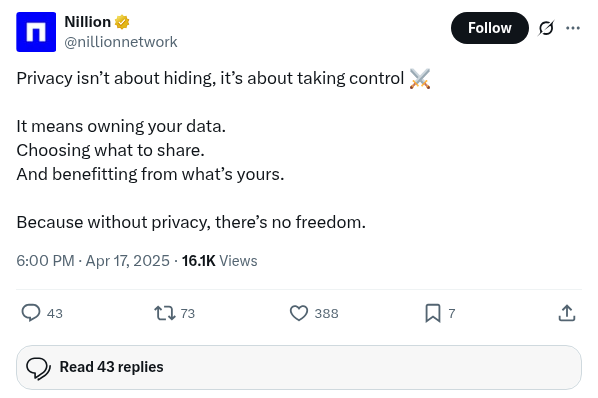 Nillion
@nillionnetwork
Follow
Privacy isn’t about hiding, it’s about taking control ⚔️
It means owning your data.
Choosing what to share.
And benefitting from what’s yours.
Because without privacy, there’s no freedom.
6:00 PM · Apr 17, 2025 · 16.1K Views
43 73 388 7
Read 43 replies